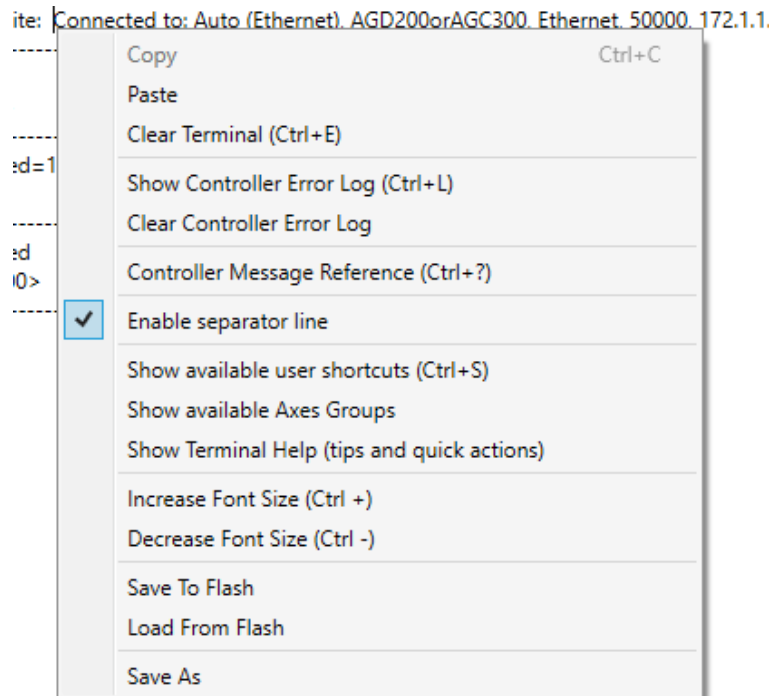 ite: Connected to: Auto (Ethernet), AGD200orAGC300, Ethernet, 50000, 172.1.1.
Copy Ctrl+C
Paste
Clear Terminal (Ctrl+E)
ed=1
Show Controller Error Log (Ctrl+L)
Clear Controller Error Log
ed
00>
Controller Message Reference (Ctrl+?)
Enable separator line
Show available user shortcuts (Ctrl+S)
Show available Axes Groups
Show Terminal Help (tips and quick actions)
Increase Font Size (Ctrl +)
Decrease Font Size (Ctrl -)
Save To Flash
Load From Flash
Save As